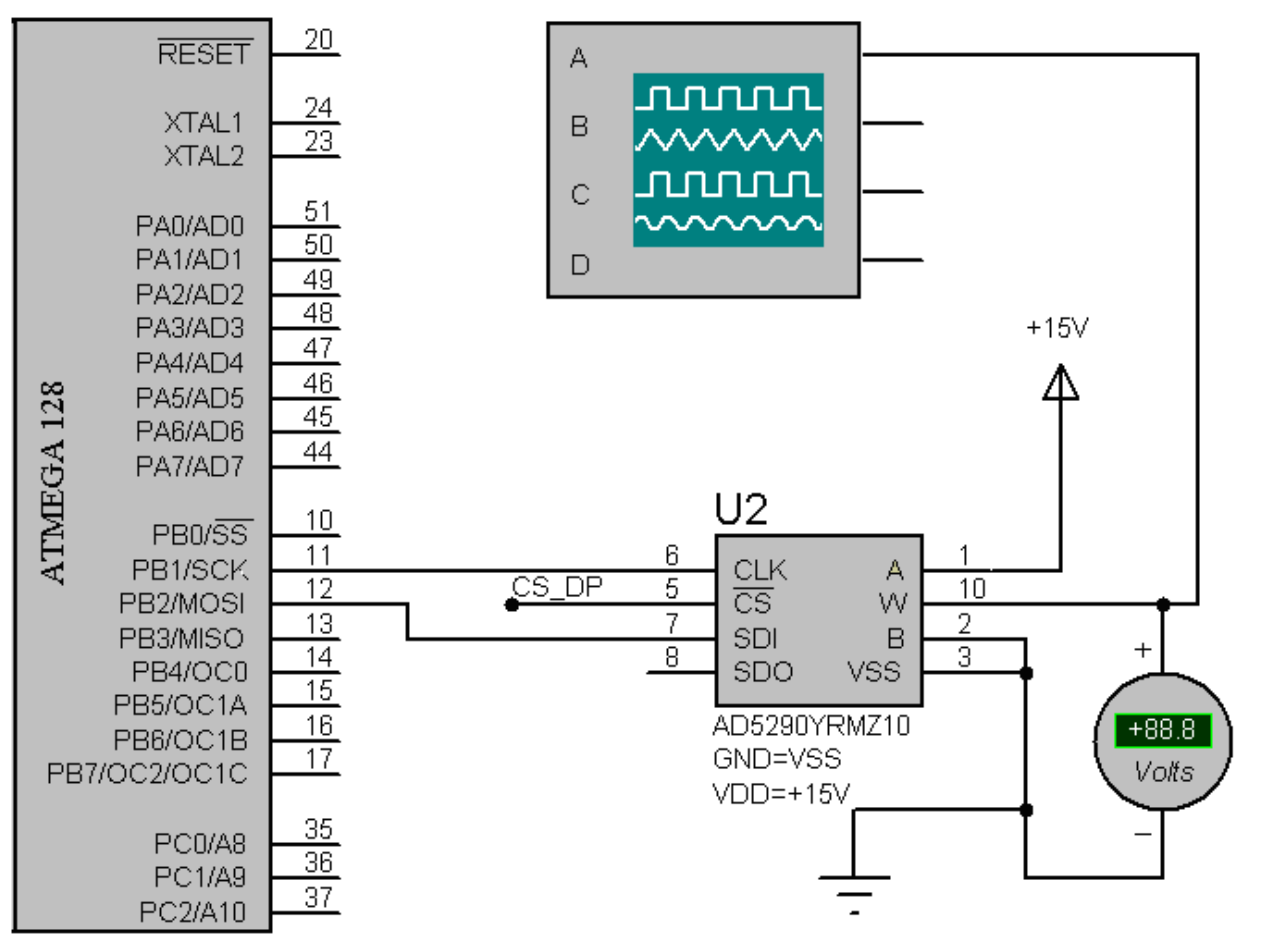 ATMEGA 128
RESET 20
XTAL1 24
XTAL2 23
PA0/AD0 51
PA1/AD1 50
PA2/AD2 49
PA3/AD3 48
PA4/AD4 47
PA5/AD5 46
PA6/AD6 45
PA7/AD7 44
PB0/SS 10
PB1/SCK 11
PB2/MOSI 12
PB3/MISO 13
PB4/OC0 14
PB5/OC1A 15
PB6/OC1B 16
PB7/OC2/OC1C 17
PC0/A8 35
PC1/A9 36
PC2/A10 37
A
B
C
D
+15V
U2
6 CLK A 1
CS_DP 5 CS W 10
7 SDI B 2
8 SDO VSS 3
AD5290YRMZ10
GND=VSS
VDD=+15V
+
+88.8
Volts
−